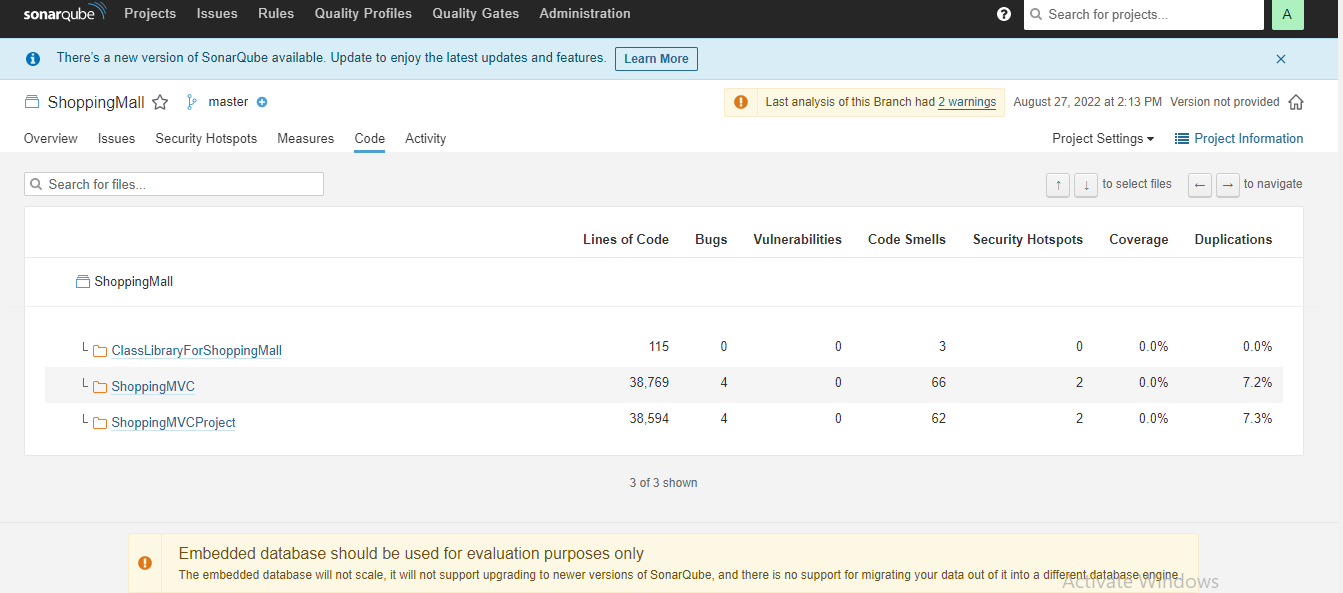 sonarqube Projects Issues Rules Quality Profiles Quality Gates Administration ? Search for projects... A
There's a new version of SonarQube available. Update to enjoy the latest updates and features. Learn More
ShoppingMall master Last analysis of this Branch had 2 warnings August 27, 2022 at 2:13 PM Version not provided
Overview Issues Security Hotspots Measures Code Activity Project Settings Project Information
Search for files... ↑ ↓ to select files ← → to navigate
Lines of Code Bugs Vulnerabilities Code Smells Security Hotspots Coverage Duplications
ShoppingMall
ClassLibraryForShoppingMall 115 0 0 3 0 0.0% 0.0%
ShoppingMVC 38,769 4 0 66 2 0.0% 7.2%
ShoppingMVCProject 38,594 4 0 62 2 0.0% 7.3%
3 of 3 shown
Embedded database should be used for evaluation purposes only
The embedded database will not scale, it will not support upgrading to newer versions of SonarQube, and there is no support for migrating your data out of it into a different database engine.
Activate Windows